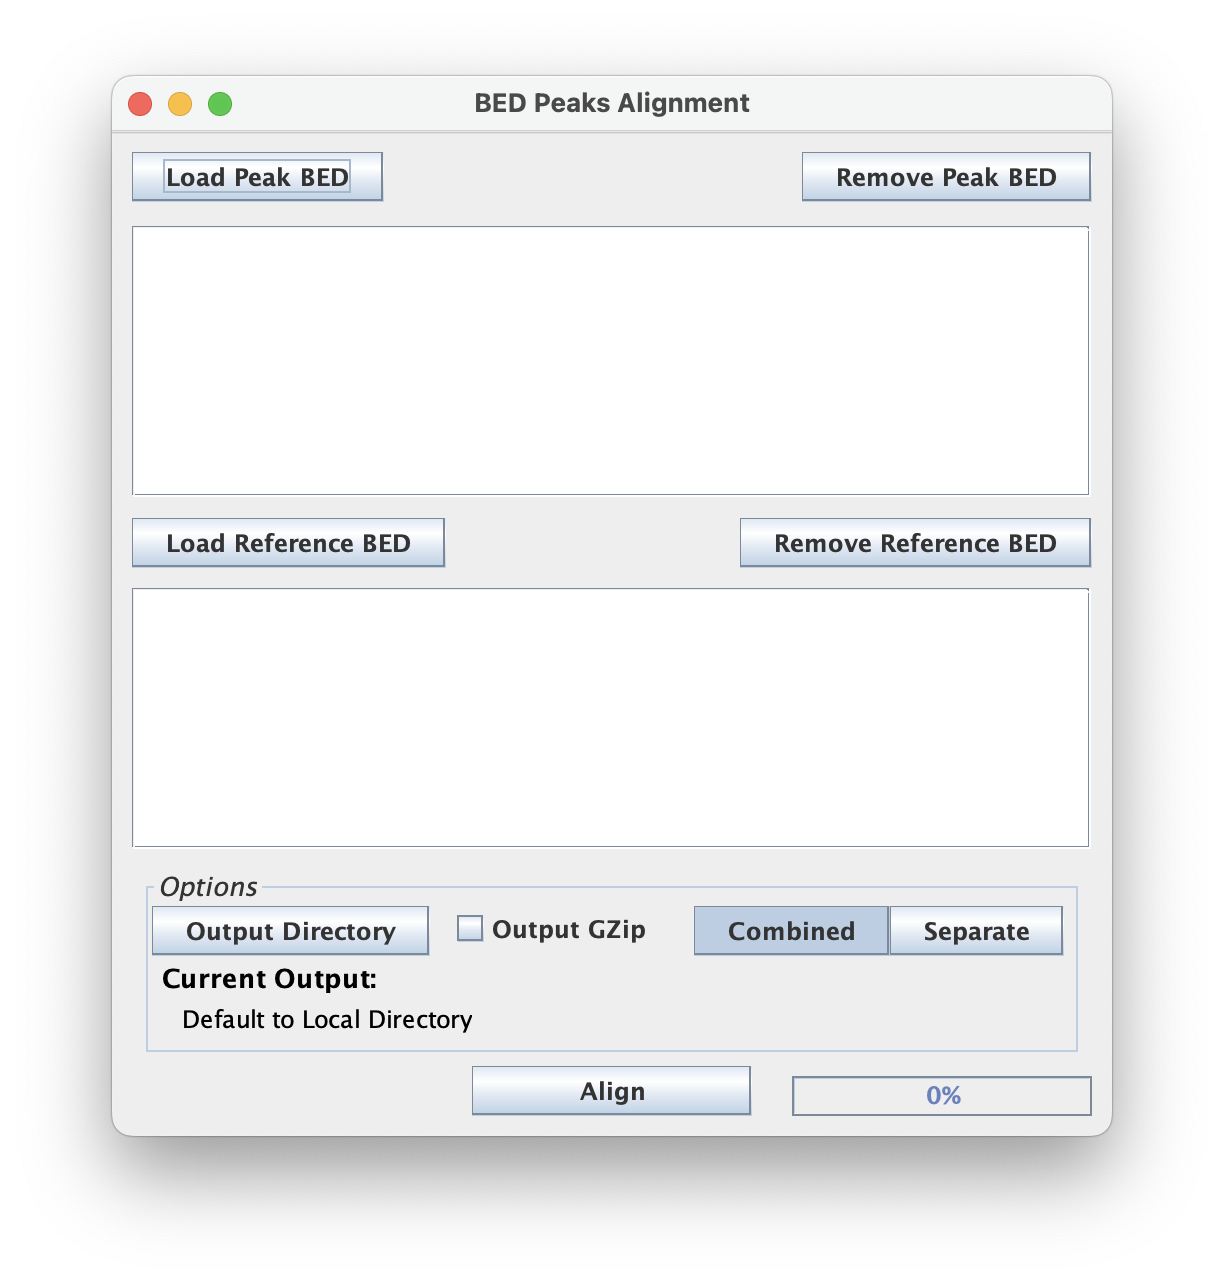 BED Peaks Alignment
Load Peak BED
Remove Peak BED
Load Reference BED
Remove Reference BED
Options
Output Directory
Output GZip
Combined
Separate
Current Output:
Default to Local Directory
Align
0%